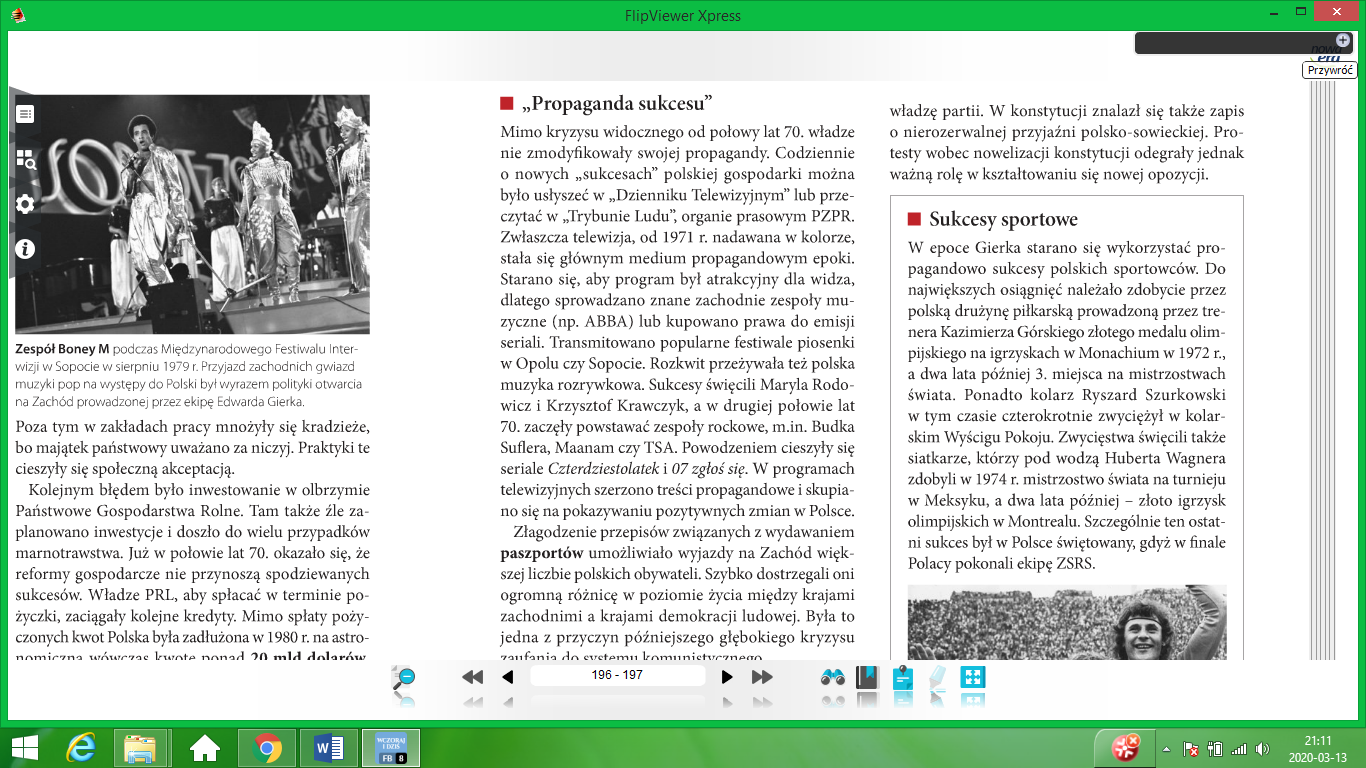 FlipViewer Xpress
nowa
era
Przywróć
Zespół Boney M podczas Międzynarodowego Festiwalu Inter-
wizji w Sopocie w sierpniu 1979 r. Przyjazd zachodnich gwiazd
muzyki pop na występy do Polski był wyrazem polityki otwarcia
na Zachód prowadzonej przez ekipę Edwarda Gierka.
Poza tym w zakładach pracy mnożyły się kradzieże,
bo majątek państwowy uważano za niczyj. Praktyki te
cieszyły się społeczną akceptacją.
Kolejnym błędem było inwestowanie w olbrzymie
Państwowe Gospodarstwa Rolne. Tam także źle za-
planowano inwestycje i doszło do wielu przypadków
marnotrawstwa. Już w połowie lat 70. okazało się, że
reformy gospodarcze nie przynoszą spodziewanych
sukcesów. Władze PRL, aby spłacać w terminie po-
życzki, zaciągały kolejne kredyty. Mimo spłaty poży-
czonych kwot Polska była zadłużona w 1980 r. na astro-
nomiczną wówczas kwotę ponad 20 mld dolarów.
„Propaganda sukcesu”
Mimo kryzysu widocznego od połowy lat 70. władze
nie zmodyfikowały swojej propagandy. Codziennie
o nowych „sukcesach” polskiej gospodarki można
było usłyszeć w „Dzienniku Telewizyjnym” lub prze-
czytać w „Trybunie Ludu”, organie prasowym PZPR.
Zwłaszcza telewizja, od 1971 r. nadawana w kolorze,
stała się głównym medium propagandowym epoki.
Starano się, aby program był atrakcyjny dla widza,
dlatego sprowadzano znane zachodnie zespoły mu-
zyczne (np. ABBA) lub kupowano prawa do emisji
seriali. Transmitowano popularne festiwale piosenki
w Opolu czy Sopocie. Rozkwit przeżywała też polska
muzyka rozrywkowa. Sukcesy święcili Maryla Rodo-
wicz i Krzysztof Krawczyk, a w drugiej połowie lat
70. zaczęły powstawać zespoły rockowe, m.in. Budka
Suflera, Maanam czy TSA. Powodzeniem cieszyły się
seriale Czterdziestolatek i 07 zgłoś się. W programach
telewizyjnych szerzono treści propagandowe i skupia-
no się na pokazywaniu pozytywnych zmian w Polsce.
Złagodzenie przepisów związanych z wydawaniem
paszportów umożliwiało wyjazdy na Zachód więk-
szej liczbie polskich obywateli. Szybko dostrzegali oni
ogromną różnicę w poziomie życia między krajami
zachodnimi a krajami demokracji ludowej. Była to
jedna z przyczyn późniejszego głębokiego kryzysu
zaufania do systemu komunistycznego.
władzę partii. W konstytucji znalazł się także zapis
o nierozerwalnej przyjaźni polsko-sowieckiej. Pro-
testy wobec nowelizacji konstytucji odegrały jednak
ważną rolę w kształtowaniu się nowej opozycji.
Sukcesy sportowe
W epoce Gierka starano się wykorzystać pro-
pagandowo sukcesy polskich sportowców. Do
największych osiągnięć należało zdobycie przez
polską drużynę piłkarską prowadzoną przez tre-
nera Kazimierza Górskiego złotego medalu olim-
pijskiego na igrzyskach w Monachium w 1972 r.,
a dwa lata później 3. miejsca na mistrzostwach
świata. Ponadto kolarz Ryszard Szurkowski
w tym czasie czterokrotnie zwyciężył w kolar-
skim Wyścigu Pokoju. Zwycięstwa święcili także
siatkarze, którzy pod wodzą Huberta Wagnera
zdobyli w 1974 r. mistrzostwo świata na turnieju
w Meksyku, a dwa lata później – złoto igrzysk
olimpijskich w Montrealu. Szczególnie ten ostat-
ni sukces był w Polsce świętowany, gdyż w finale
Polacy pokonali ekipę ZSRS.
196 - 197
WCZORAJ
I DZIŚ
FB 8
21:11
2020-03-13